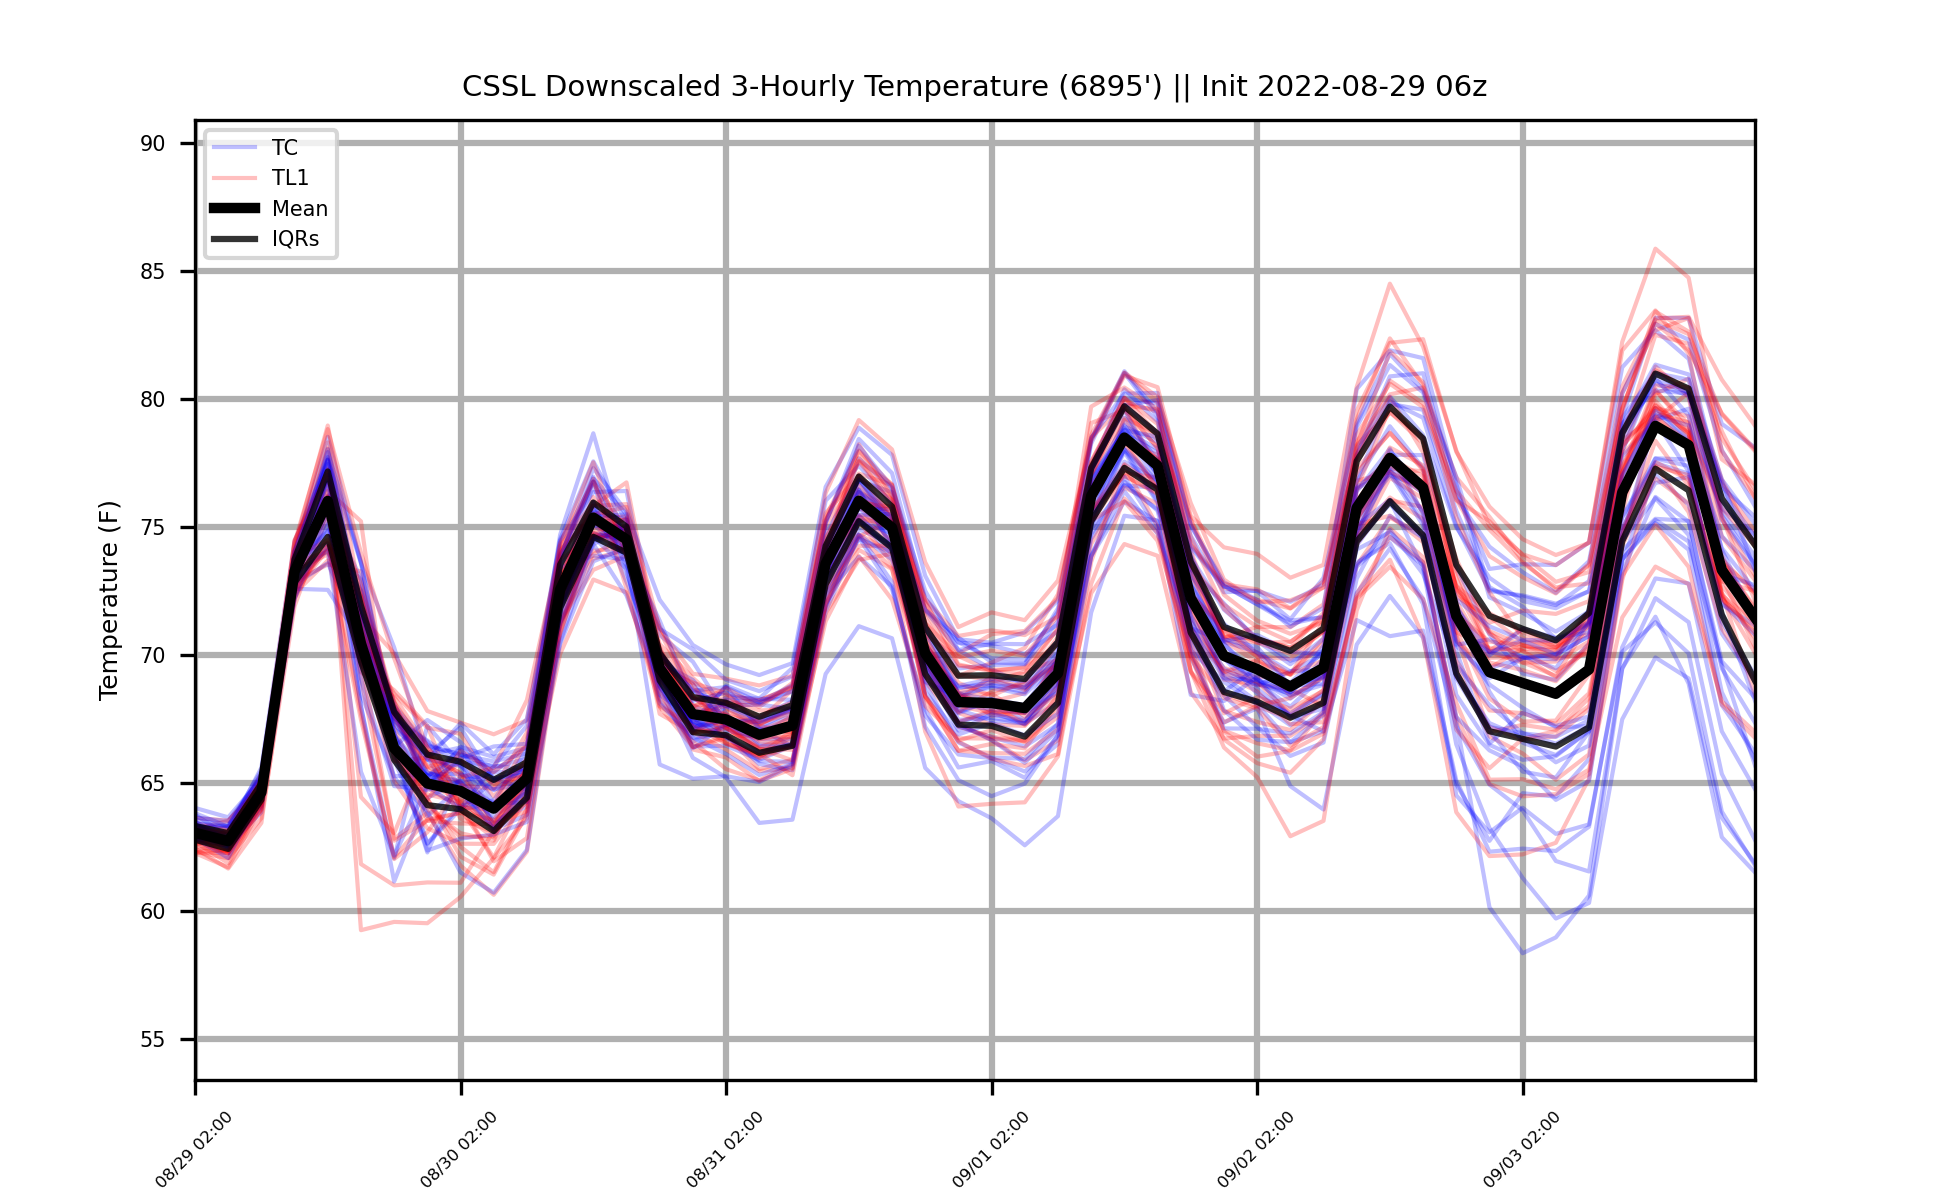 CSSL Downscaled 3-Hourly Temperature (6895') || Init 2022-08-29 06z
TC
TL1
Mean
IQRs
Temperature (F)
90
85
80
75
70
65
60
55
08/29 02:00
08/30 02:00
08/31 02:00
09/01 02:00
09/02 02:00
09/03 02:00